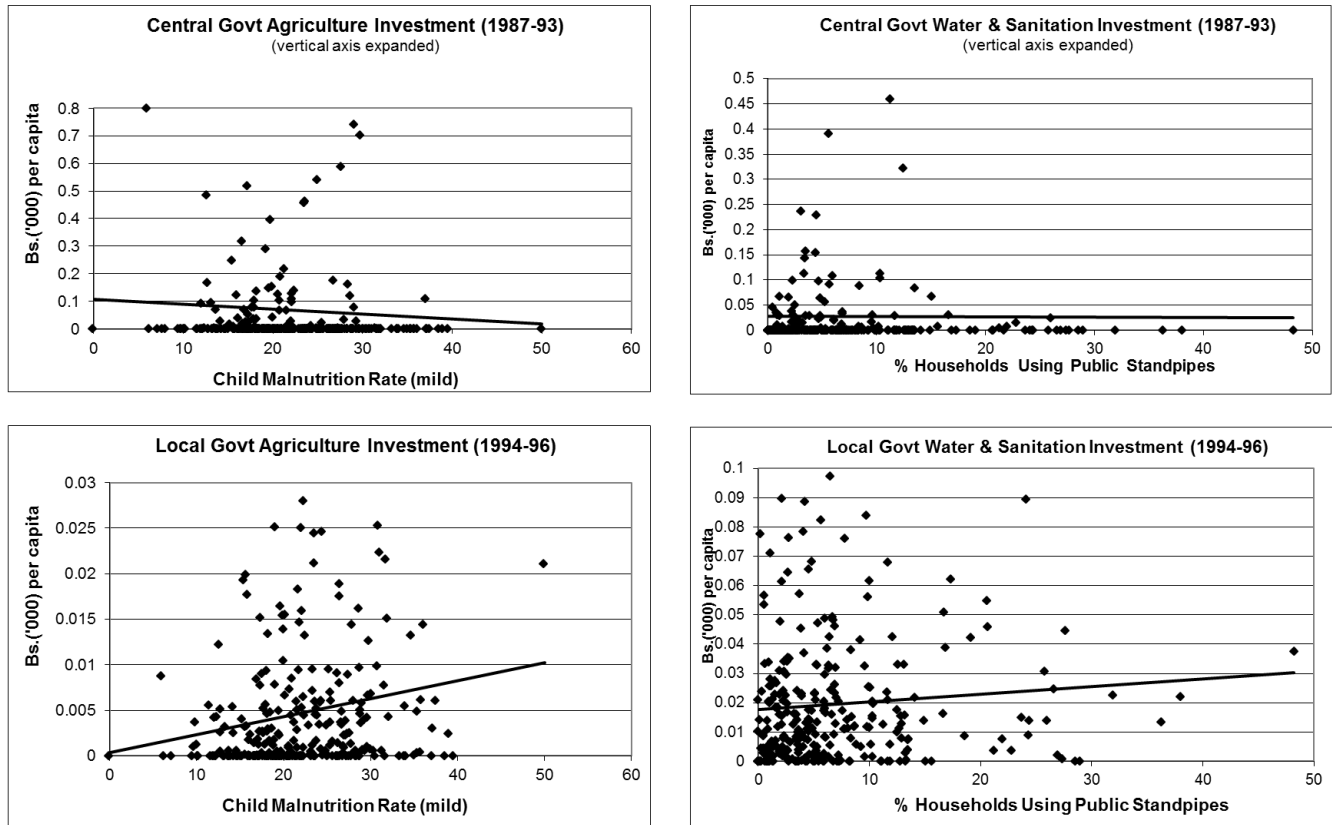 Central Govt Agriculture Investment (1987-93)
(vertical axis expanded)
Bs.('000) per capita
0.8
0.7
0.6
0.5
0.4
0.3
0.2
0.1
0
0 10 20 30 40 50 60
Child Malnutrition Rate (mild)
Central Govt Water & Sanitation Investment (1987-93)
(vertical axis expanded)
Bs.('000) per capita
0.5
0.45
0.4
0.35
0.3
0.25
0.2
0.15
0.1
0.05
0
0 10 20 30 40 50
% Households Using Public Standpipes
Local Govt Agriculture Investment (1994-96)
Bs.('000) per capita
0.03
0.025
0.02
0.015
0.01
0.005
0
0 10 20 30 40 50 60
Child Malnutrition Rate (mild)
Local Govt Water & Sanitation Investment (1994-96)
Bs.('000) per capita
0.1
0.09
0.08
0.07
0.06
0.05
0.04
0.03
0.02
0.01
0
0 10 20 30 40 50
% Households Using Public Standpipes